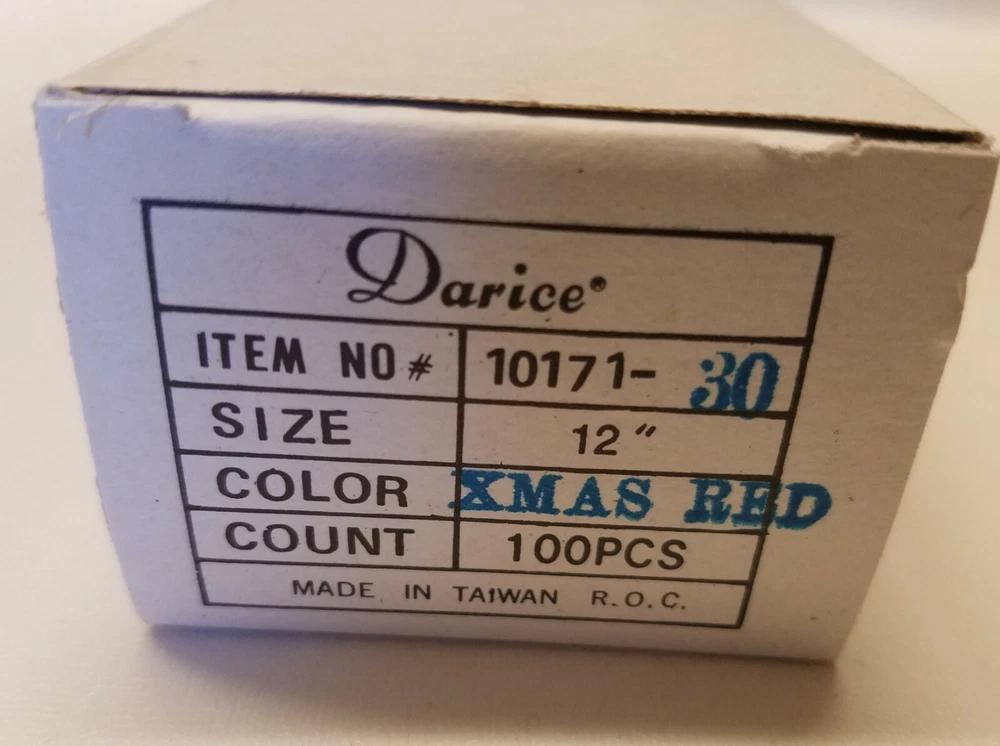 Darice®
ITEM NO# 10171-30
SIZE 12"
COLOR XMAS RED
COUNT 100PCS
MADE IN TAIWAN R.O.C.